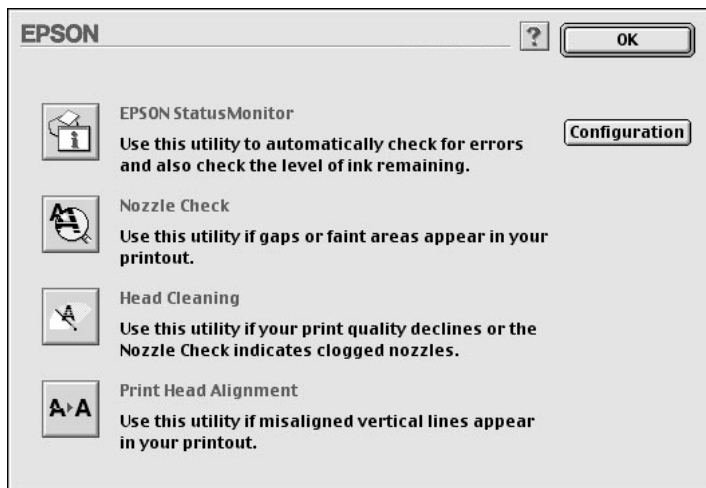 EPSON
?
OK
EPSON StatusMonitor
Use this utility to automatically check for errors
and also check the level of ink remaining.
Configuration
Nozzle Check
Use this utility if gaps or faint areas appear in your
printout.
Head Cleaning
Use this utility if your print quality declines or the
Nozzle Check indicates clogged nozzles.
Print Head Alignment
A A
Use this utility if misaligned vertical lines appear
in your printout.